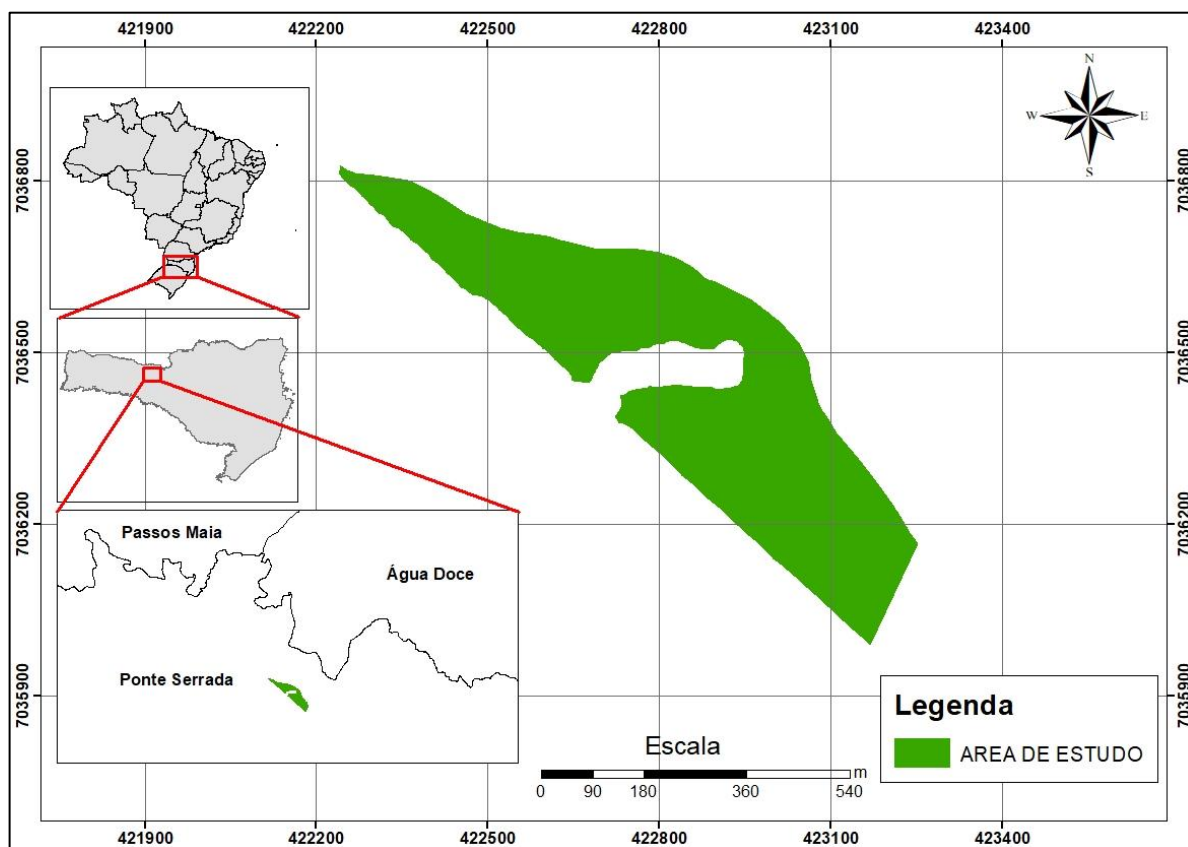 421900 422200 422500 422800 423100 423400
N
W E
S
7036800 7036800
7036500 7036500
7036200 7036200
7035900 7035900
Passos Maia
Água Doce
Ponte Serrada
Legenda
AREA DE ESTUDO
Escala
m
0 90 180 360 540
421900 422200 422500 422800 423100 423400